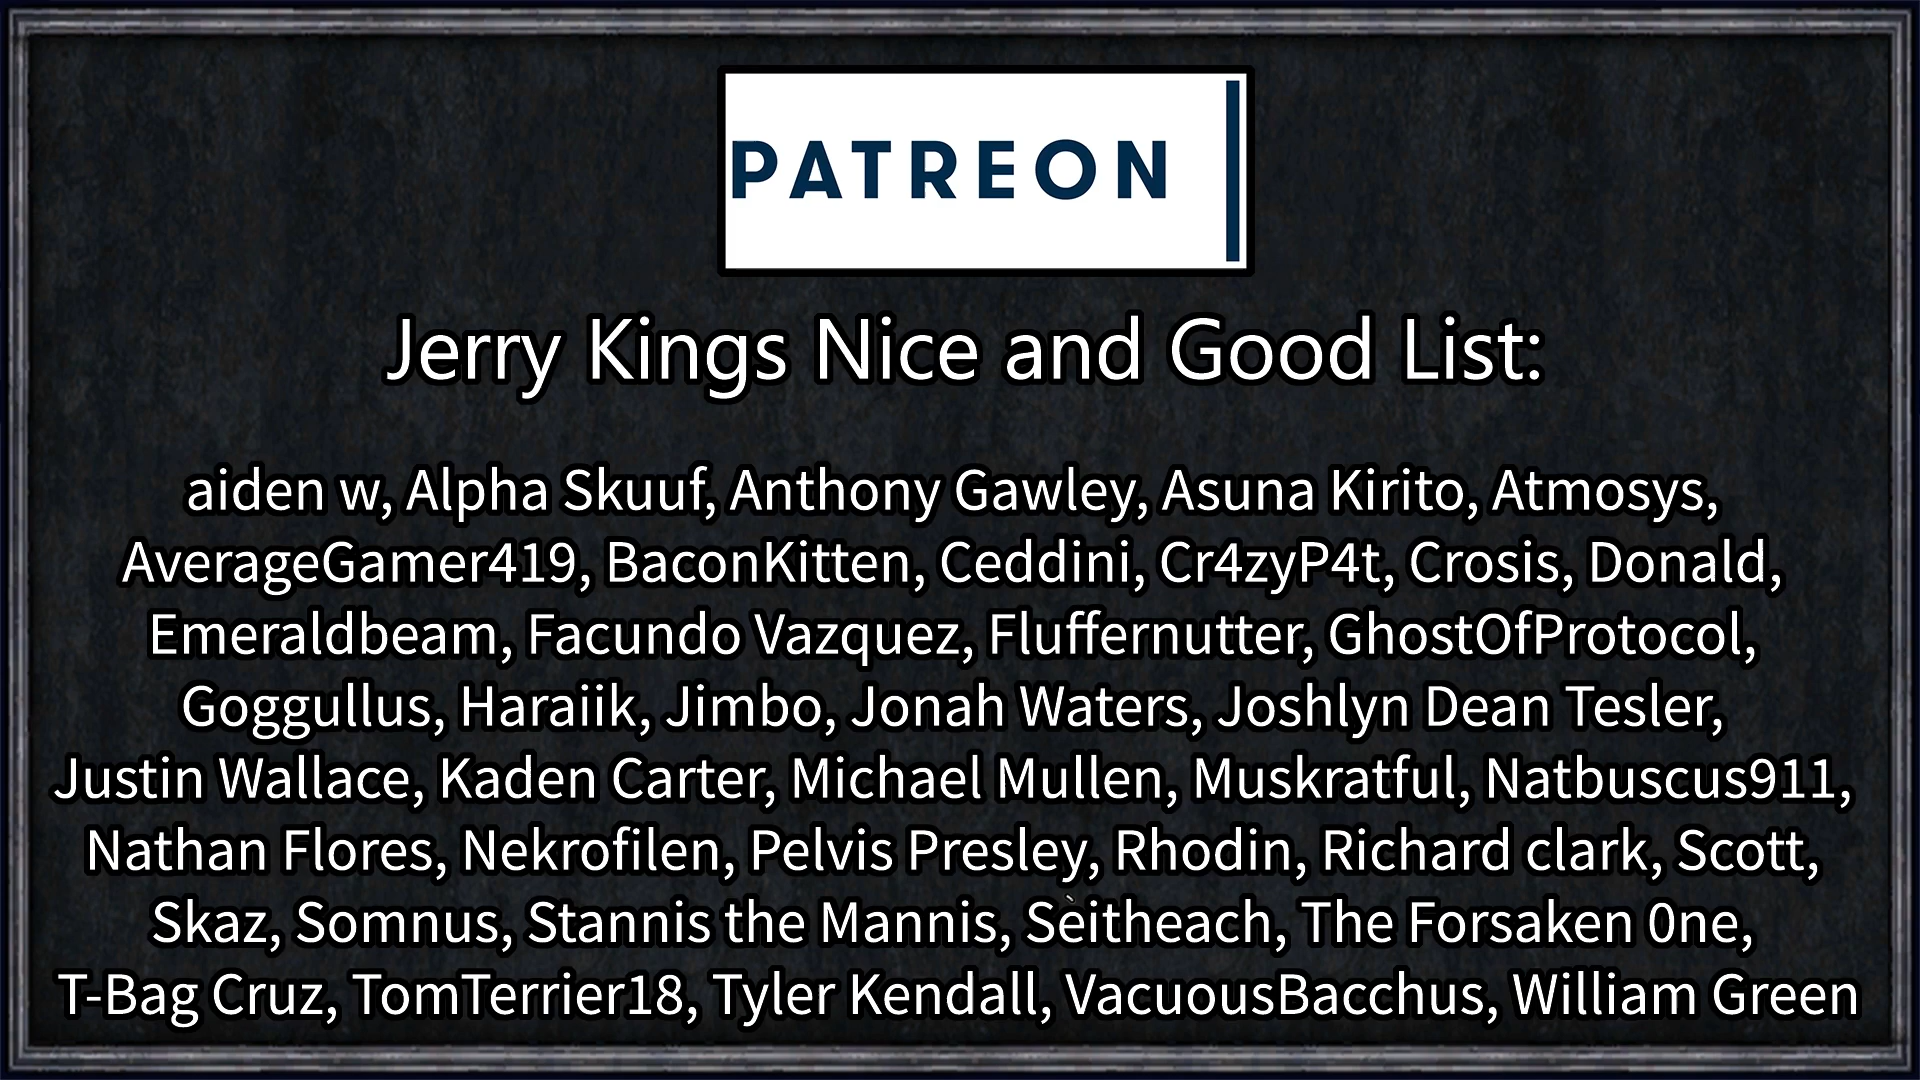 PATREON
Jerry Kings Nice and Good List:
aiden w, Alpha Skuuf, Anthony Gawley, Asuna Kirito, Atmosys,
AverageGamer419, BaconKitten, Ceddini, Cr4zyP4t, Crosis, Donald,
Emeraldbeam, Facundo Vazquez, Fluffernutter, GhostOfProtocol,
Goggullus, Haraiik, Jimbo, Jonah Waters, Joshlyn Dean Tesler,
Justin Wallace, Kaden Carter, Michael Mullen, Muskratful, Natbuscus911,
Nathan Flores, Nekrofilen, Pelvis Presley, Rhodin, Richard clark, Scott,
Skaz, Somnus, Stannis the Mannis, Sèitheach, The Forsaken 0ne,
T-Bag Cruz, TomTerrier18, Tyler Kendall, VacuousBacchus, William Green